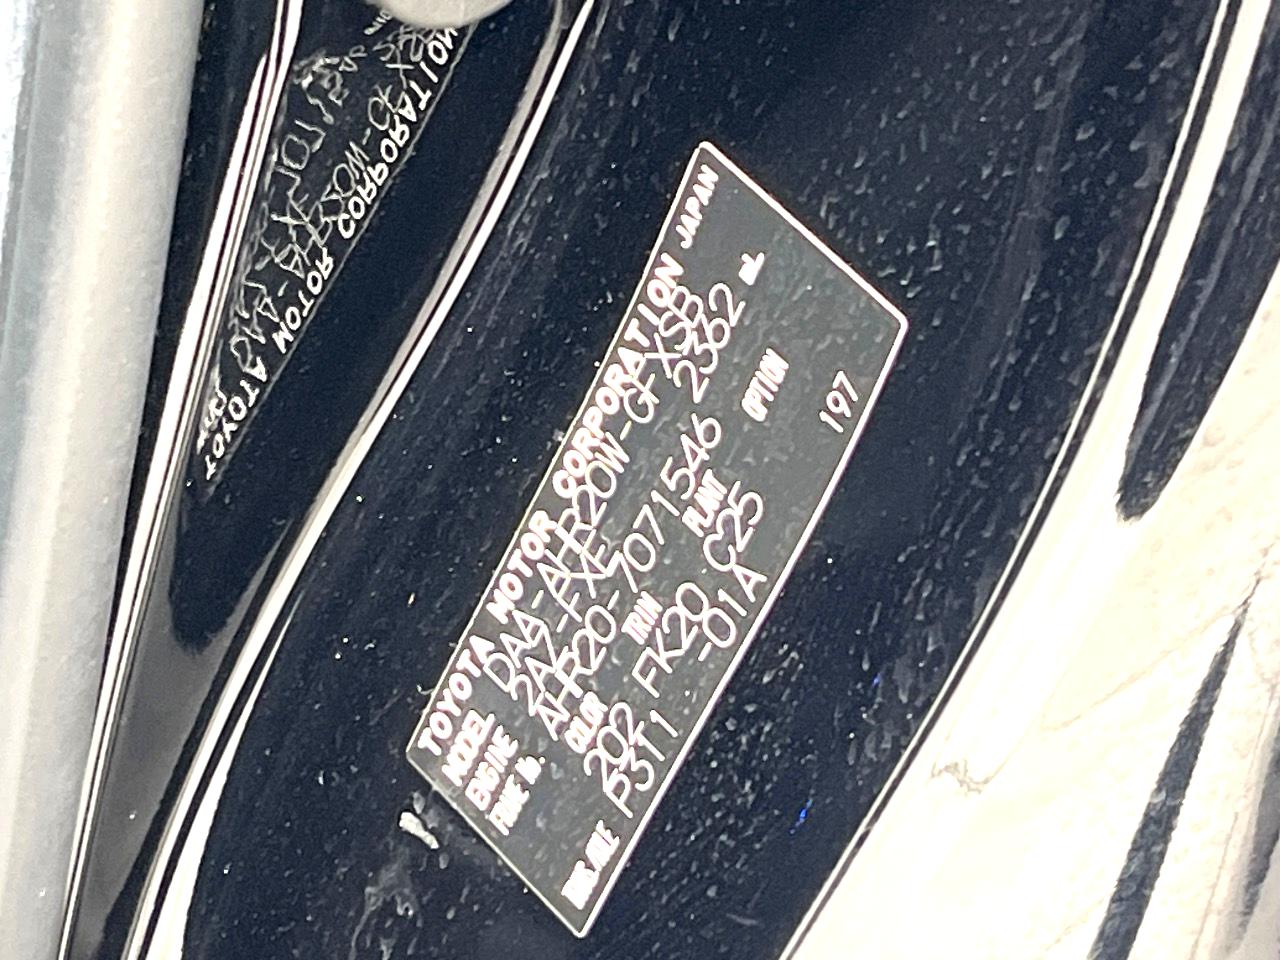 TOYOTA MOTOR CORPORATION JAPAN
MODEL DAA-AHR20W-GFXSB
ENGINE 2AZ-FXE 2362 mL
FRAME No. AHR20-7071546
COLOR TRIM PLANT OPTION
202 FK20 C25 197
TRANS./AXLE P311 -01A
TOYOTA MOTOR CORPORATION